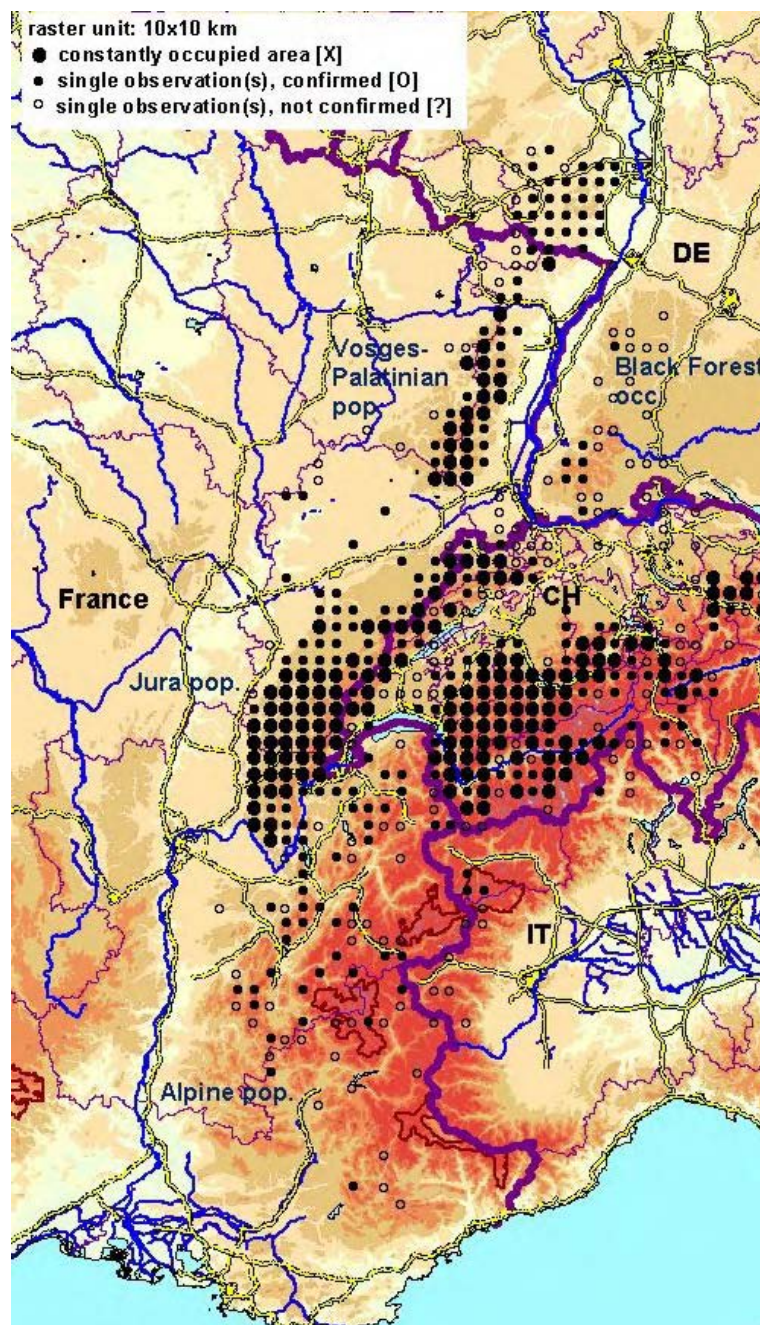 raster unit: 10x10 km
constantly occupied area [X]
single observation(s), confirmed [O]
single observation(s), not confirmed [?]
DE
Vosges-
Palatinian
pop.
Black Forest
occ.
France
CH
Jura pop.
IT
Alpine pop.